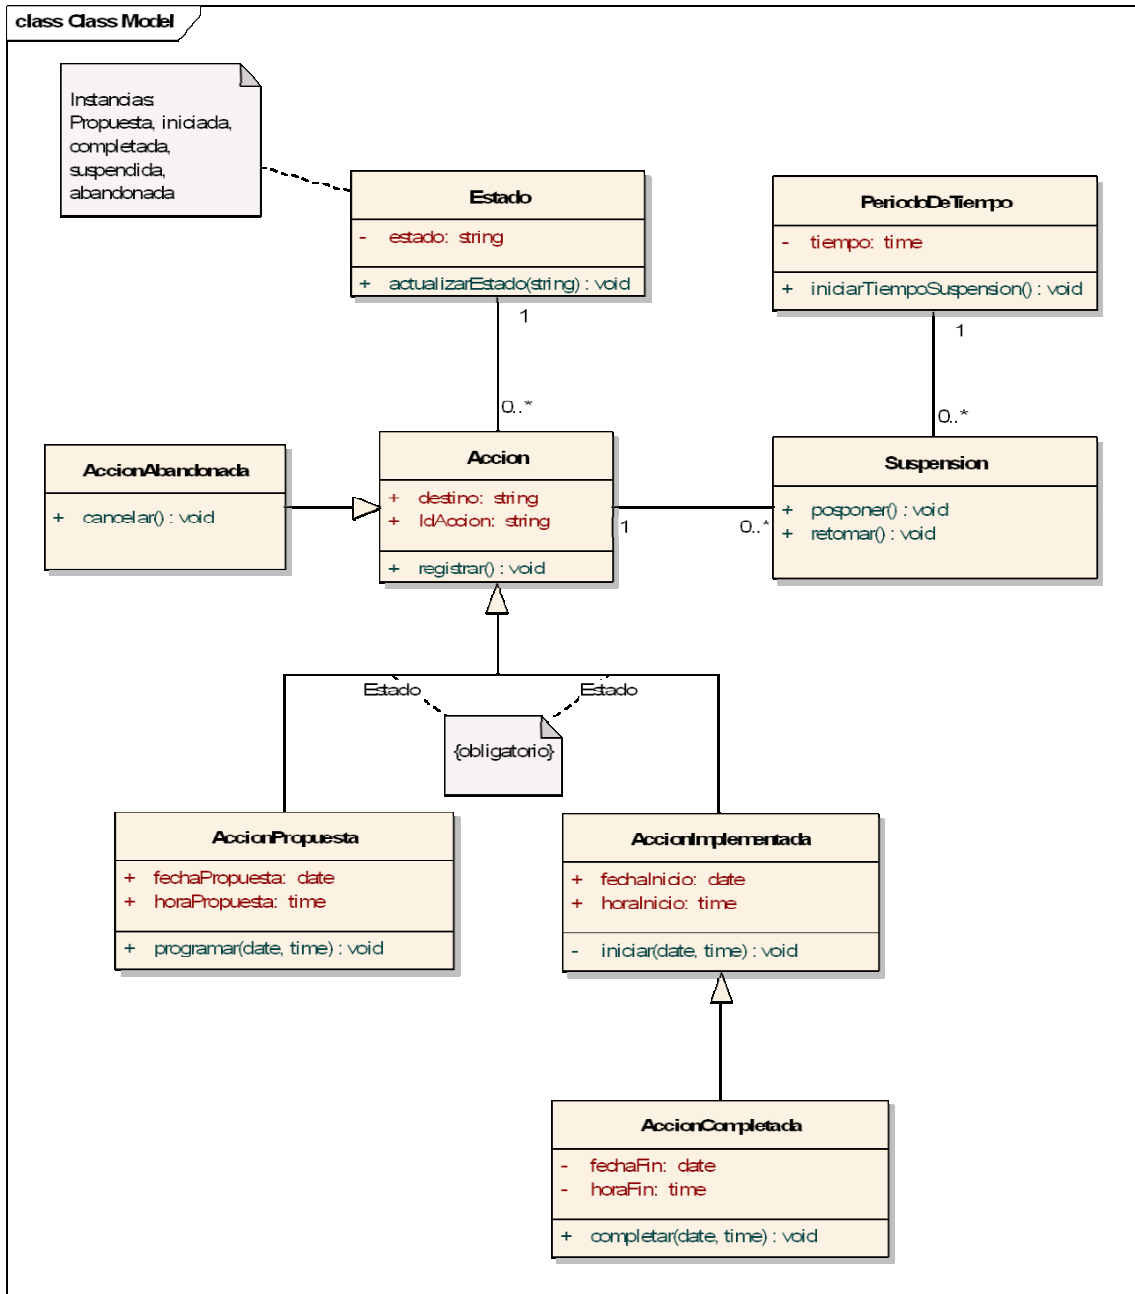 class Class Model
Instancias:
Propuesta, iniciada,
completada,
suspendida,
abandonada
Estado
- estado: string
+ actualizarEstado(string) : void
PeriodoDeTiempo
- tiempo: time
+ iniciarTiempoSuspension() : void
1
1
0..*
0..*
AccionAbandonada
+ cancelar() : void
Accion
+ destino: string
+ IdAccion: string
+ registrar() : void
1
0..*
Suspension
+ posponer() : void
+ retomar() : void
Estado
Estado
{obligatorio}
AccionPropuesta
+ fechaPropuesta: date
+ horaPropuesta: time
+ programar(date, time) : void
AccionImplementada
+ fechaInicio: date
+ horaInicio: time
- iniciar(date, time) : void
AccionCompletada
- fechaFin: date
- horaFin: time
+ completar(date, time) : void